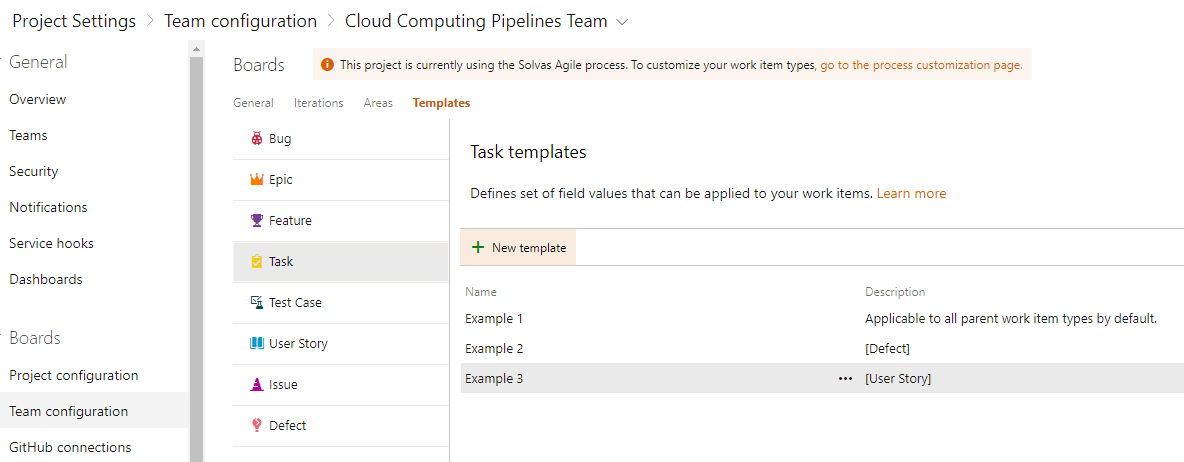 Project Settings > Team configuration > Cloud Computing Pipelines Team
General
Overview
Teams
Security
Notifications
Service hooks
Dashboards
Boards
Project configuration
Team configuration
GitHub connections
Boards
This project is currently using the Solvas Agile process. To customize your work item types, go to the process customization page.
General Iterations Areas Templates
Bug
Epic
Feature
Task
Test Case
User Story
Issue
Defect
Task templates
Defines set of field values that can be applied to your work items. Learn more
+ New template
Name Description
Example 1 Applicable to all parent work item types by default.
Example 2 [Defect]
Example 3 ... [User Story]